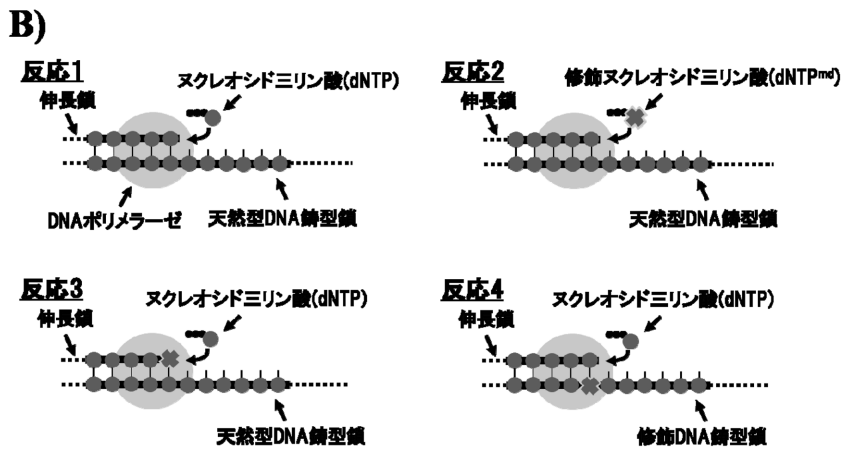 B)
反応1
ヌクレオシド三リン酸(dNTP)
伸長鎖
DNAポリメラーゼ
天然型DNA鋳型鎖
反応2
修飾ヌクレオシド三リン酸(dNTPmd)
伸長鎖
天然型DNA鋳型鎖
反応3
ヌクレオシド三リン酸(dNTP)
伸長鎖
天然型DNA鋳型鎖
反応4
ヌクレオシド三リン酸(dNTP)
伸長鎖
修飾DNA鋳型鎖